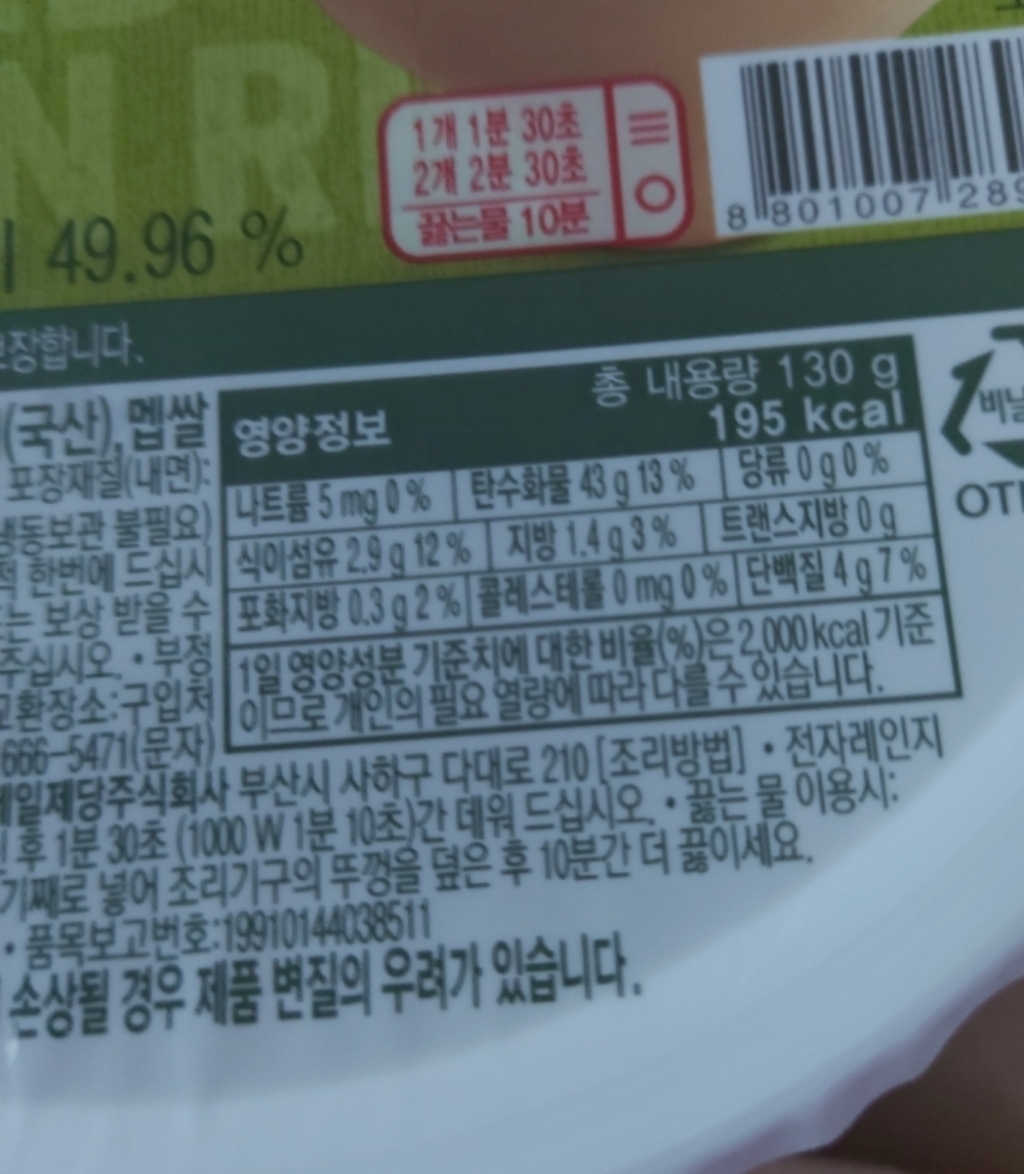 N R
1개 1분 30초
2개 2분 30초
끓는물 10분
8 801007 289
49.96 %
장합니다.
총 내용량 130 g
영양정보 195 kcal
(국산), 멥쌀
포장재질(내면):
나트륨 5 mg 0 % 탄수화물 43 g 13 % 당류 0 g 0 %
동보관 불필요)
식이섬유 2.9 g 12 % 지방 1.4 g 3 % 트랜스지방 0 g
한번에 드십시
포화지방 0.3 g 2 % 콜레스테롤 0 mg 0 % 단백질 4 g 7 %
는 보상 받을 수
1일 영양성분 기준치에 대한 비율(%)은 2,000 kcal 기준
주십시오. • 부정
이므로 개인의 필요 열량에 따라 다를 수 있습니다.
환장소:구입처
666-5471(문자)
비닐
OTH
제일제당주식회사 부산시 사하구 다대로 210 [조리방법] • 전자레인지
후 1분 30초 (1000 W 1분 10초)간 데워 드십시오. • 끓는 물 이용시:
기째로 넣어 조리기구의 뚜껑을 덮은 후 10분간 더 끓이세요.
• 품목보고번호:19910144038511
손상될 경우 제품 변질의 우려가 있습니다.